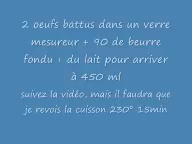 2 oeufs battus dans un verre
mesureur + 90 de beurre
fondu + du lait pour arriver
à 450 ml
suivez la vidéo, mais il faudra que
je revois la cuisson 230° 15min